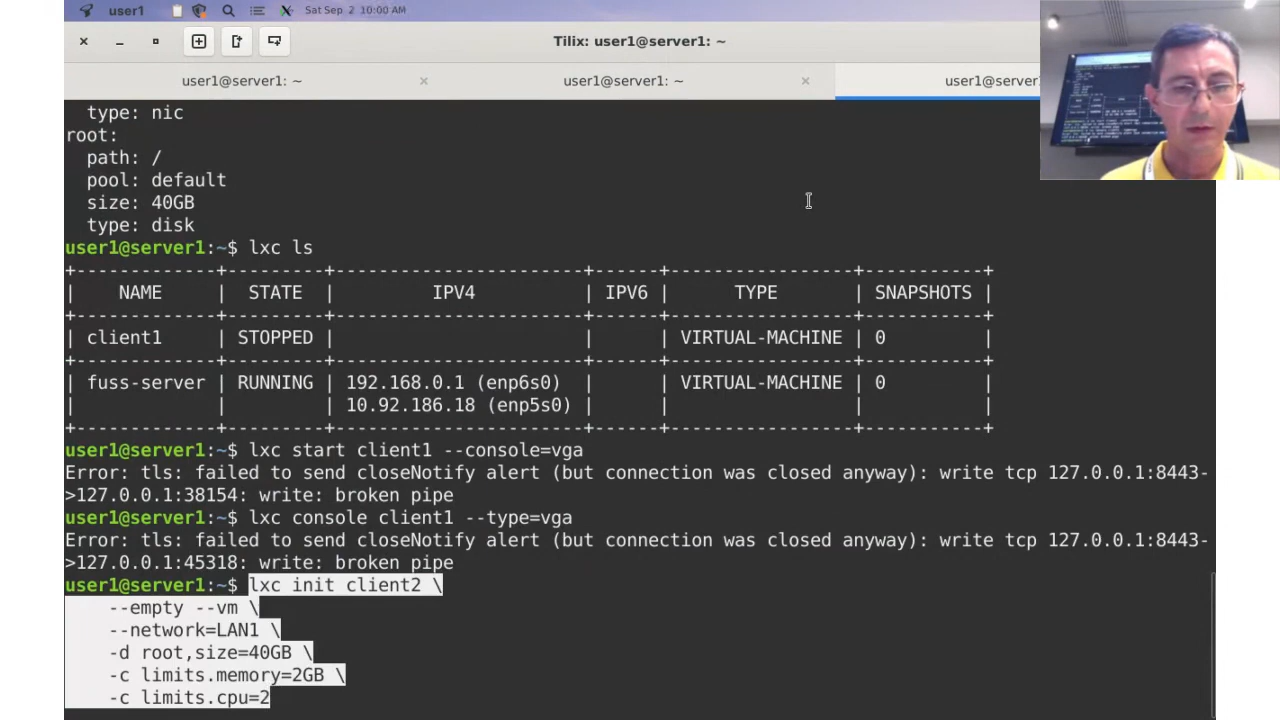 user1 Sat Sep 2 10:00 AM
Tilix: user1@server1: ~
user1@server1: ~ × user1@server1: ~ × user1@server1:
type: nic
root:
path: /
pool: default
size: 40GB
type: disk
user1@server1:~$ lxc ls
+-------------+---------+-----------------------+------+-----------------+-----------+
| NAME | STATE | IPV4 | IPV6 | TYPE | SNAPSHOTS |
+-------------+---------+-----------------------+------+-----------------+-----------+
| client1 | STOPPED | | | VIRTUAL-MACHINE | 0 |
+-------------+---------+-----------------------+------+-----------------+-----------+
| fuss-server | RUNNING | 192.168.0.1 (enp6s0) | | VIRTUAL-MACHINE | 0 |
| | | 10.92.186.18 (enp5s0) | | | |
+-------------+---------+-----------------------+------+-----------------+-----------+
user1@server1:~$ lxc start client1 --console=vga
Error: tls: failed to send closeNotify alert (but connection was closed anyway): write tcp 127.0.0.1:8443-
>127.0.0.1:38154: write: broken pipe
user1@server1:~$ lxc console client1 --type=vga
Error: tls: failed to send closeNotify alert (but connection was closed anyway): write tcp 127.0.0.1:8443-
>127.0.0.1:45318: write: broken pipe
user1@server1:~$ lxc init client2 \
--empty --vm \
--network=LAN1 \
-d root,size=40GB \
-c limits.memory=2GB \
-c limits.cpu=2